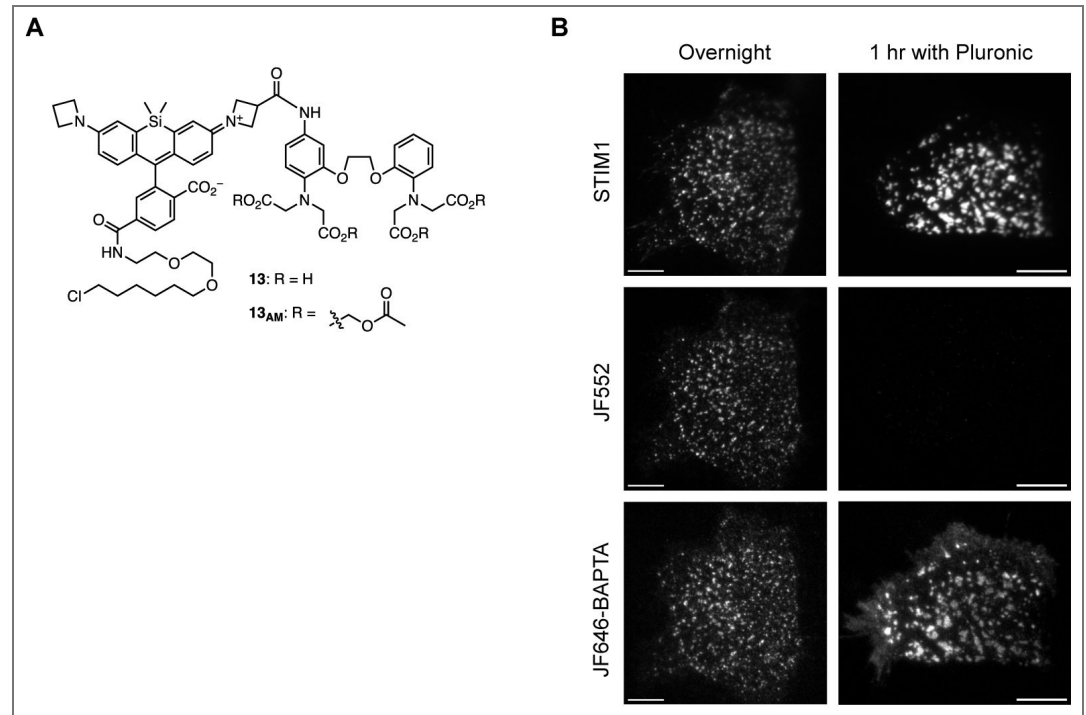 A
B
Overnight
1 hr with Pluronic
STIM1
JF552
JF646-BAPTA
O
N
Si
N⁺
NH
CO₂⁻
O
O
N
N
RO₂C
CO₂R
CO₂R
CO₂R
O
HN
O
O
Cl
13: R = H
13AM: R =
O
O